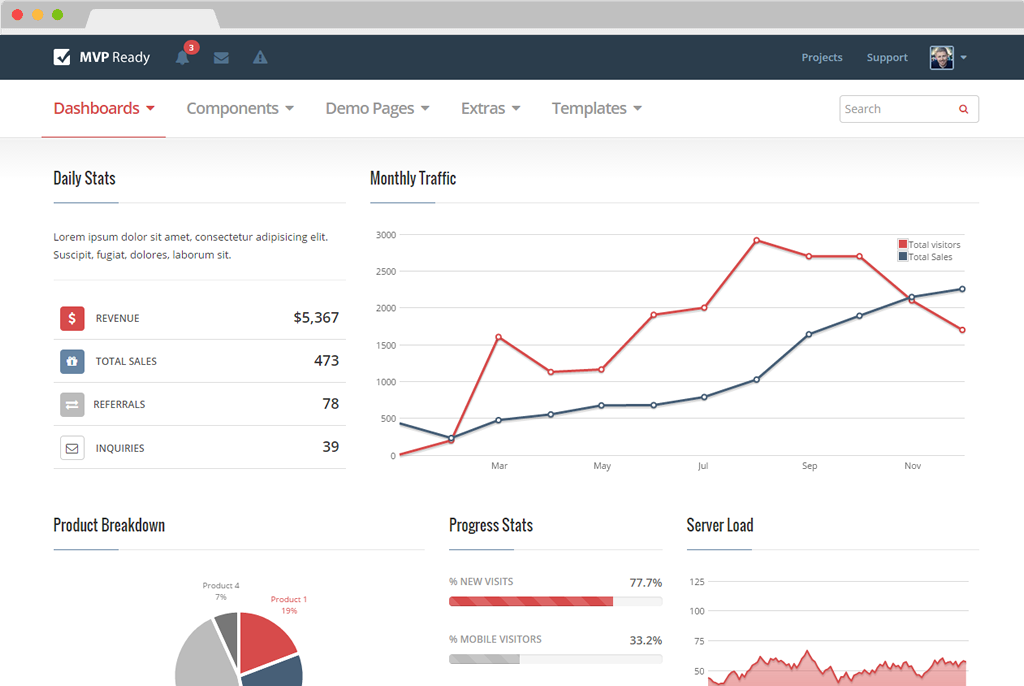 MVP Ready
3
Projects
Support
Dashboards
Components
Demo Pages
Extras
Templates
Search
Daily Stats
Lorem ipsum dolor sit amet, consectetur adipisicing elit.
Suscipit, fugiat, dolores, laborum sit.
$
REVENUE
$5,367
TOTAL SALES
473
REFERRALS
78
INQUIRIES
39
Monthly Traffic
3000
2500
2000
1500
1000
500
0
Mar
May
Jul
Sep
Nov
Total visitors
Total Sales
Product Breakdown
Product 4
7%
Product 1
19%
Progress Stats
% NEW VISITS
77.7%
% MOBILE VISITORS
33.2%
Server Load
125
100
75
50